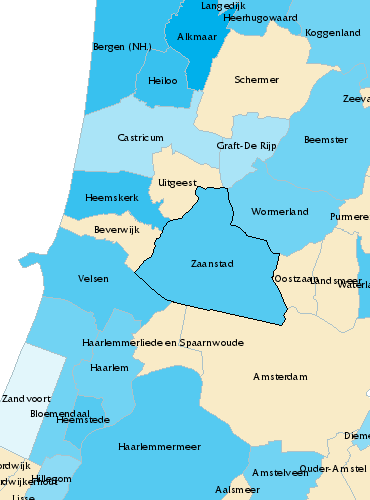 Langedijk
Heerhugowaard
Koggenland
Alkmaar
Bergen (NH.)
Heiloo
Schermer
Zeeva
Castricum
Graft-De Rijp
Beemster
Uitgeest
Heemskerk
Wormerland
Purmere
Beverwijk
Zaanstad
Velsen
Oostzaan
Landsmeer
Waterla
Haarlemmerliede en Spaarnwoude
Haarlem
Amsterdam
Zandvoort
Bloemendaal
Heemstede
Haarlemmermeer
Dieme
ordwijk
Hillegom
Amstelveen
Ouder-Amstel
rdwijkerhout
Aalsmeer
Lisse